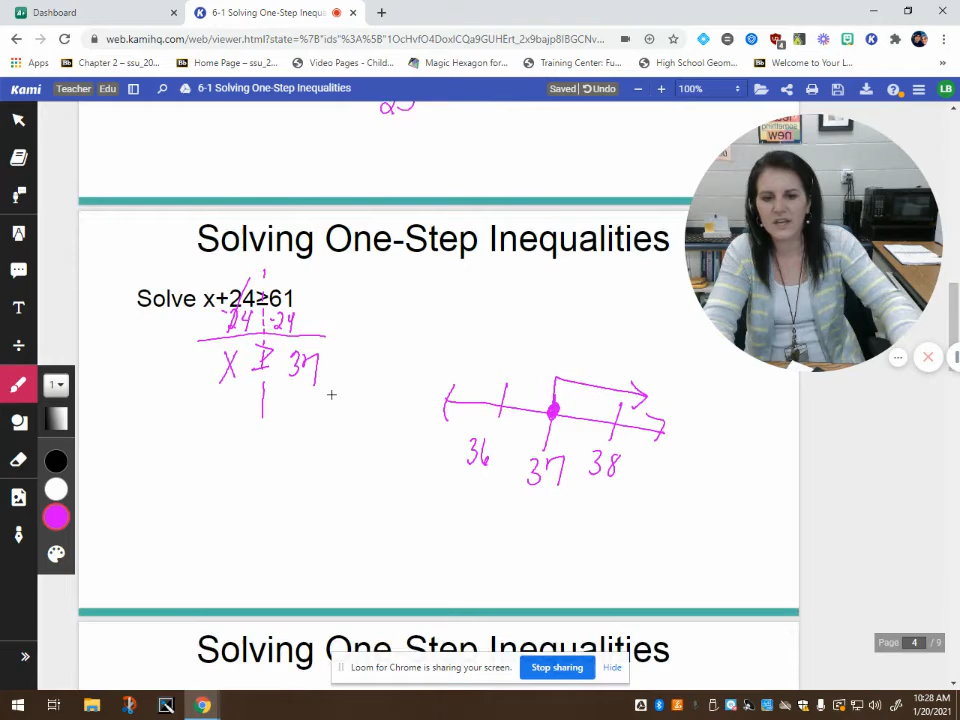 Dashboard
6-1 Solving One-Step Inequa
web.kamihq.com/web/viewer.html?state=%7B"ids"%3A%5B"1OcHvfO4DoxlCQa9GUHErt_2x9bajp8IBGCNv...
Apps Chapter 2 – ssu_20... Home Page – ssu_2... Video Pages - Child... Magic Hexagon for... Training Center: Fu... High School Geom... Welcome to Your L...
Kami Teacher Edu 6-1 Solving One-Step Inequalities Saved Undo 100% LB
Solving One-Step Inequalities
new
Solve x+24≥61
-24 -24
X ≥ 37
36 37 38
1
Page 4 / 9
Solving One-Step Inequalities
Loom for Chrome is sharing your screen. Stop sharing Hide
10:28 AM
1/20/2021